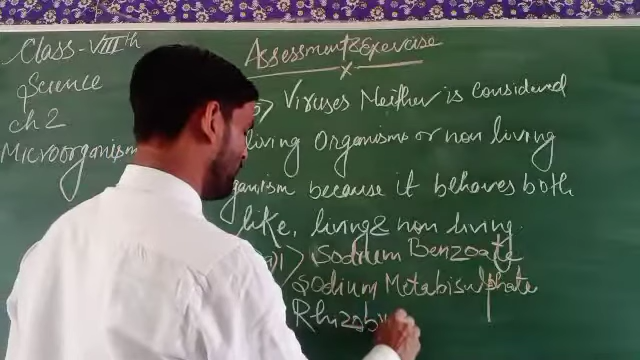 Class-VIIIth
Science
ch 2
Microorganism
Assessment & Exercise
x
Viruses Neither is considered
living Organisms or non living
ganism because it behaves both
like, living & non living.
Sodium Benzoate
Sodium Metabisulphate
Rhizob